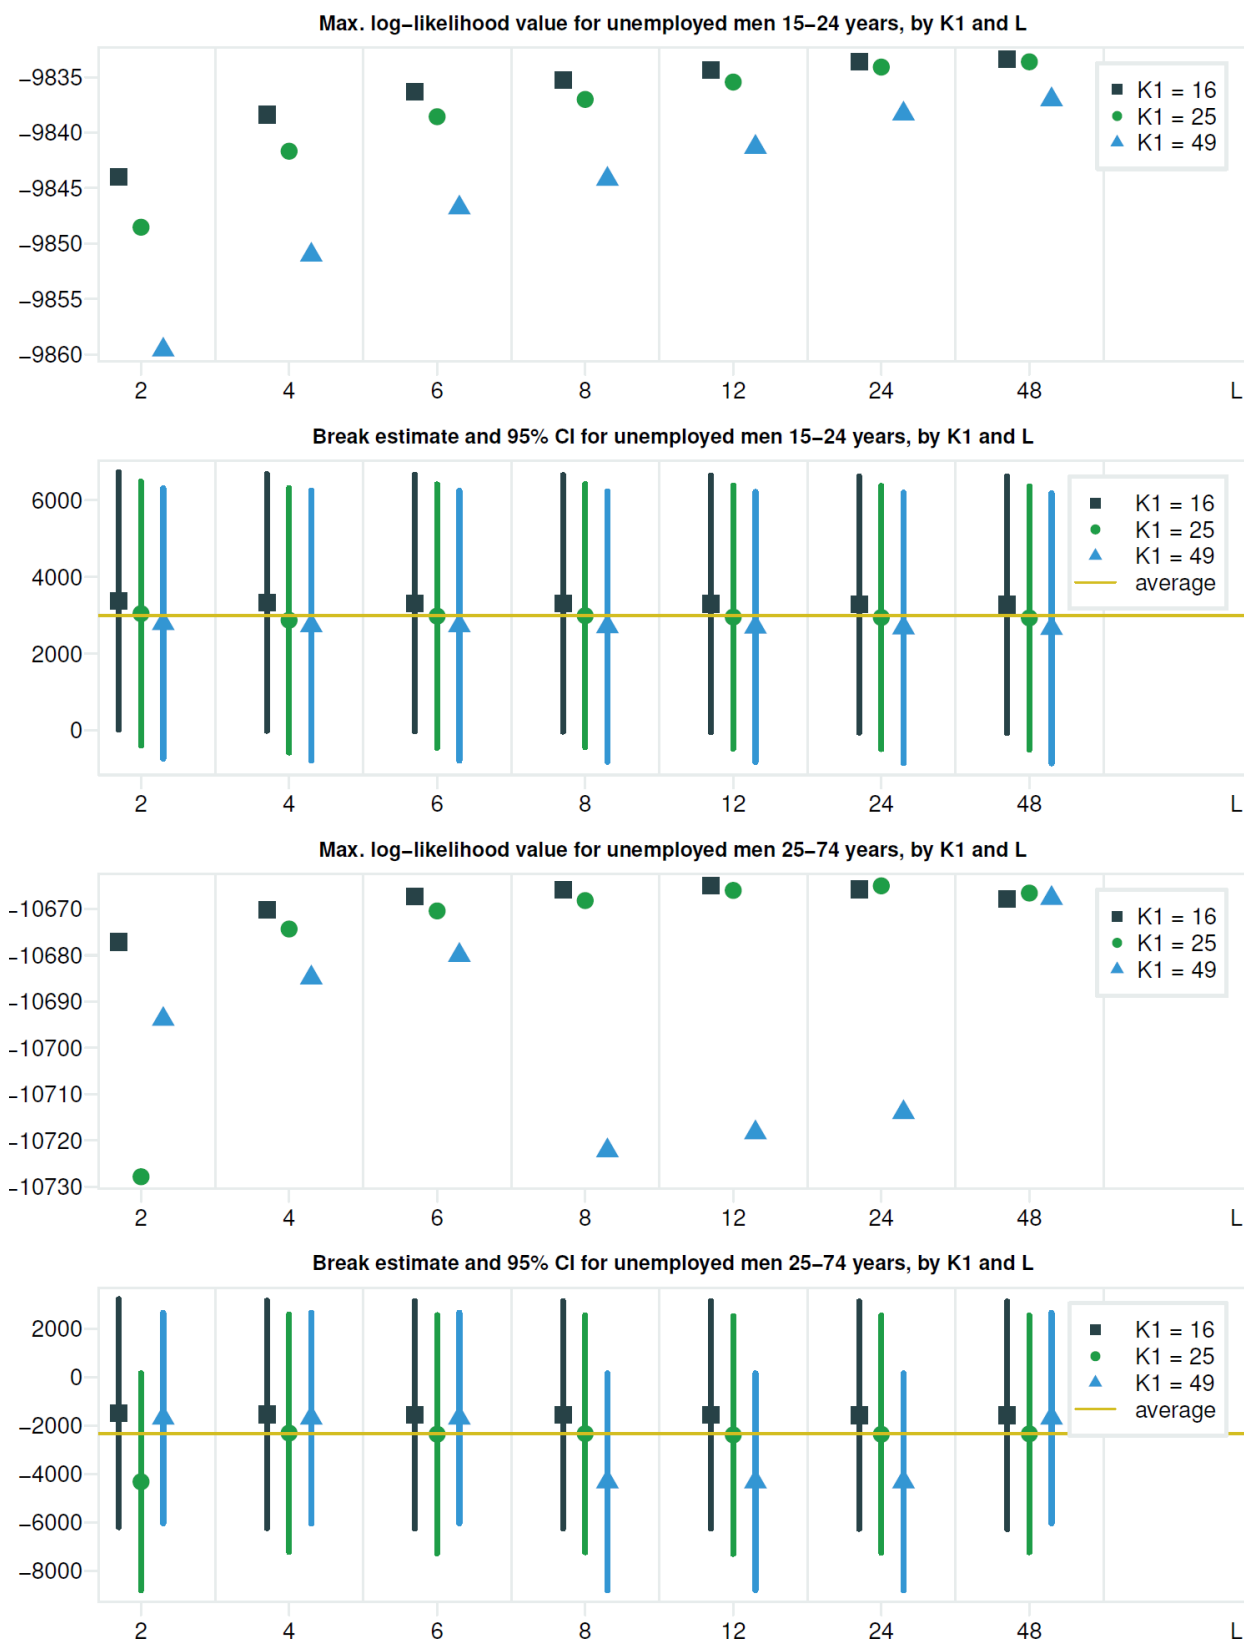 Max. log−likelihood value for unemployed men 15−24 years, by K1 and L
−9835
−9840
−9845
−9850
−9855
−9860
K1 = 16
K1 = 25
K1 = 49
2 4 6 8 12 24 48 L
Break estimate and 95% CI for unemployed men 15−24 years, by K1 and L
6000
4000
2000
0
K1 = 16
K1 = 25
K1 = 49
average
2 4 6 8 12 24 48 L
Max. log−likelihood value for unemployed men 25−74 years, by K1 and L
−10670
−10680
−10690
−10700
−10710
−10720
−10730
K1 = 16
K1 = 25
K1 = 49
2 4 6 8 12 24 48 L
Break estimate and 95% CI for unemployed men 25−74 years, by K1 and L
2000
0
−2000
−4000
−6000
−8000
K1 = 16
K1 = 25
K1 = 49
average
2 4 6 8 12 24 48 L